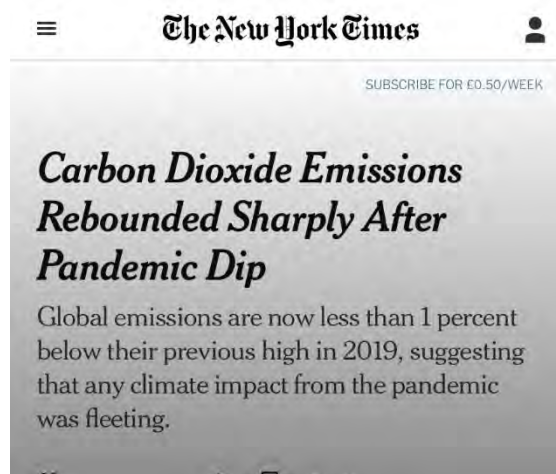 The New York Times
SUBSCRIBE FOR £0.50/WEEK
Carbon Dioxide Emissions
Rebounded Sharply After
Pandemic Dip
Global emissions are now less than 1 percent
below their previous high in 2019, suggesting
that any climate impact from the pandemic
was fleeting.